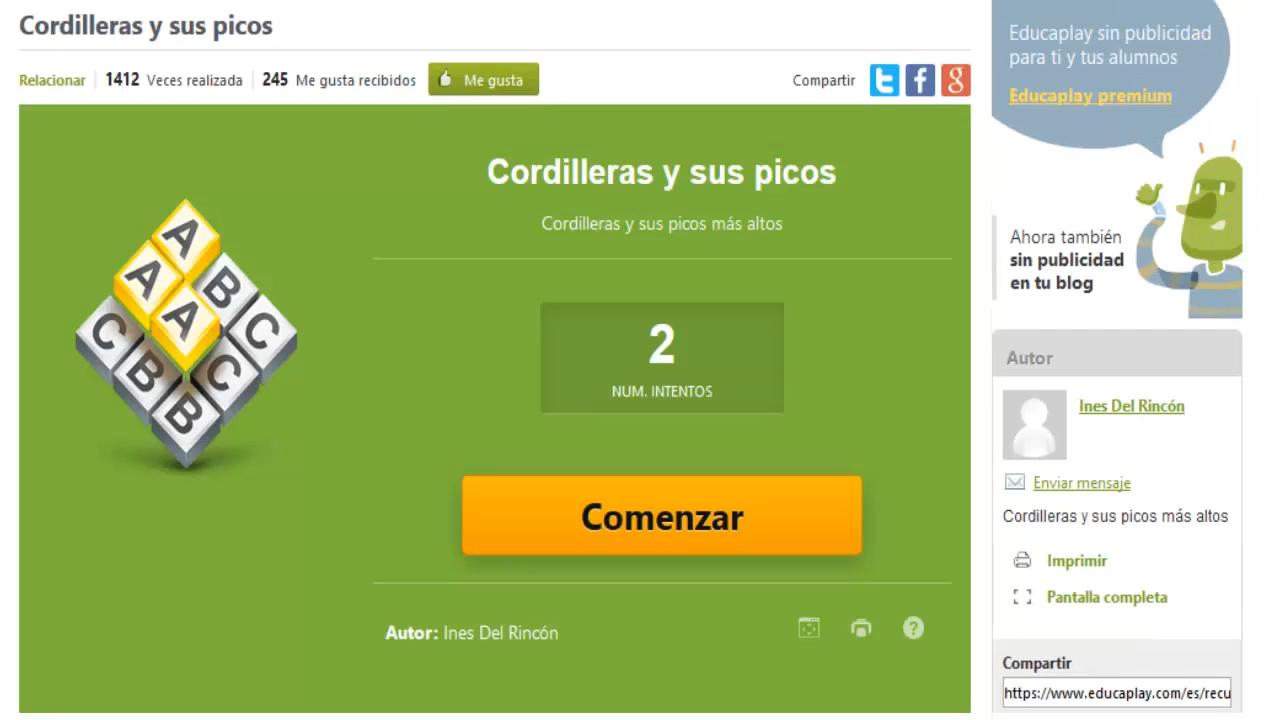 Cordilleras y sus picos
Relacionar 1412 Veces realizada 245 Me gusta recibidos Me gusta
Compartir
Cordilleras y sus picos
Cordilleras y sus picos más altos
2
NUM. INTENTOS
Comenzar
Autor: Ines Del Rincón
A
A B
C A C
B C
B
Educaplay sin publicidad
para ti y tus alumnos
Educaplay premium
Ahora también
sin publicidad
en tu blog
Autor
Ines Del Rincón
Enviar mensaje
Cordilleras y sus picos más altos
Imprimir
Pantalla completa
Compartir
https://www.educaplay.com/es/recu